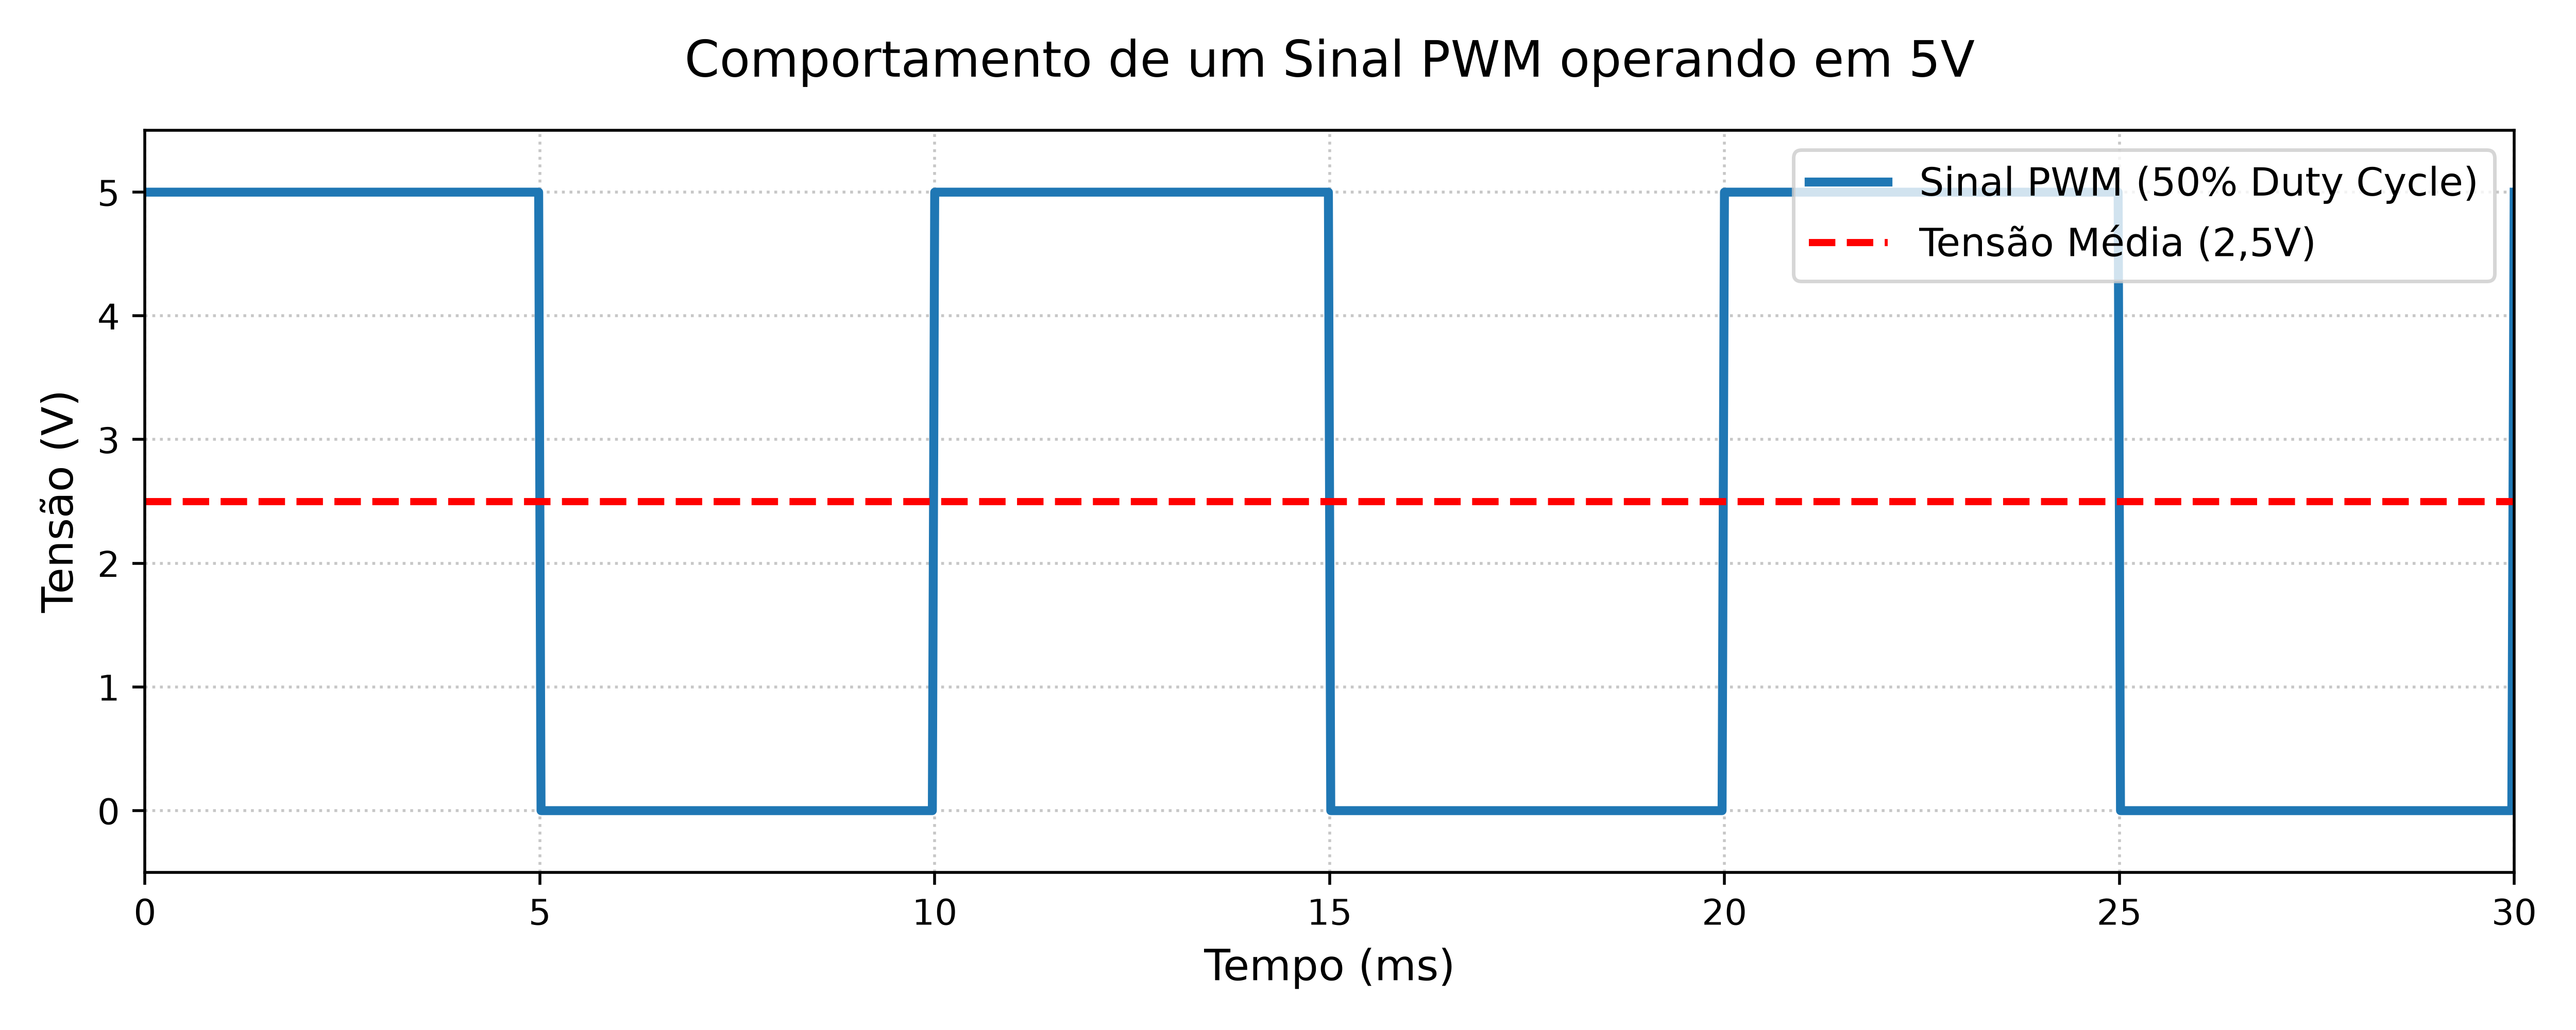 Comportamento de um Sinal PWM operando em 5V
Sinal PWM (50% Duty Cycle)
Tensão Média (2,5V)
Tensão (V)
5
4
3
2
1
0
0 5 10 15 20 25 30
Tempo (ms)